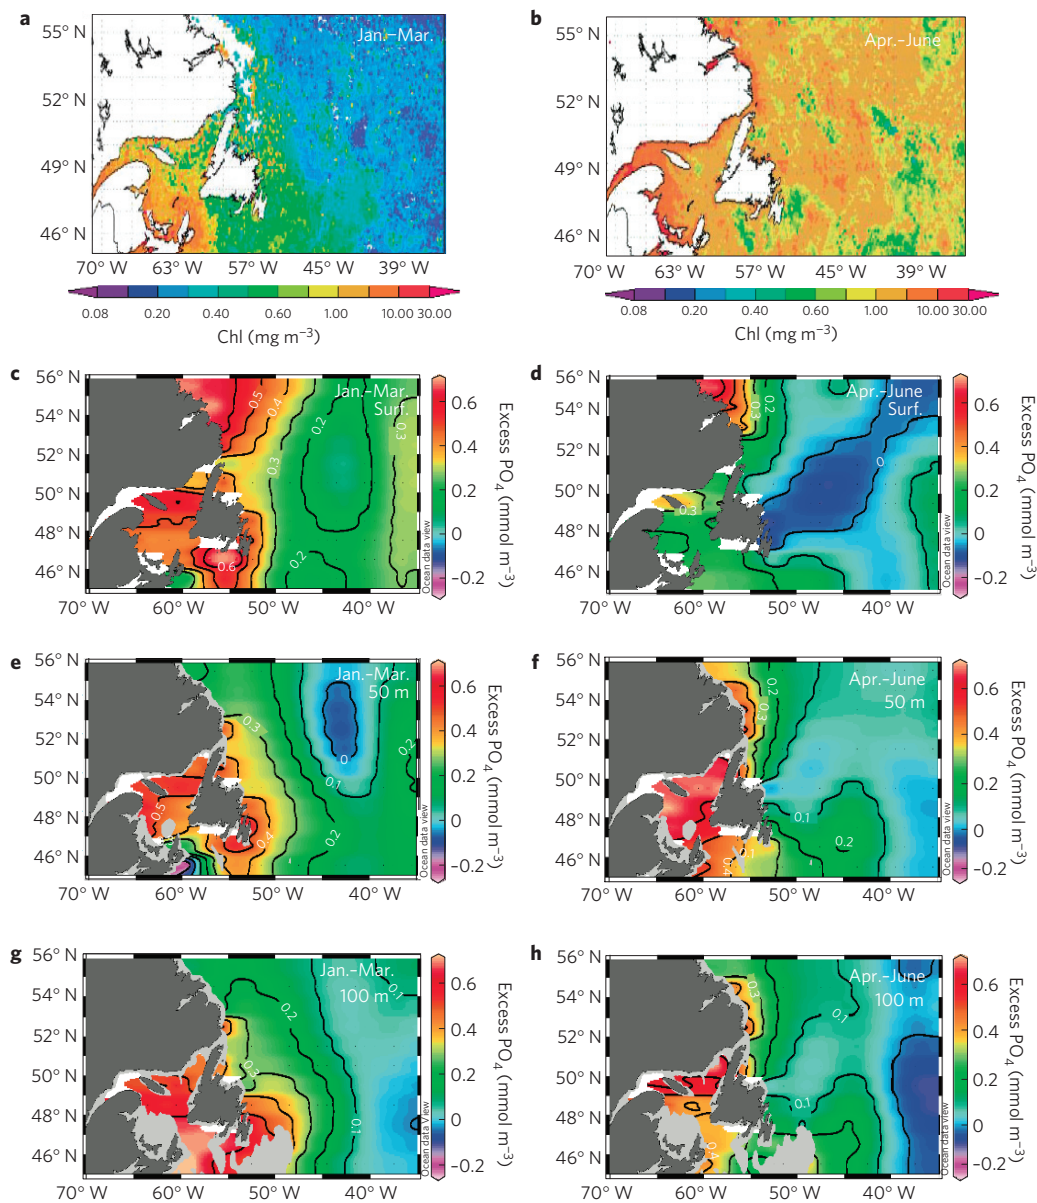 a
55° N
52° N
49° N
46° N
Jan.–Mar.
70° W 63° W 57° W 45° W 39° W
0.08 0.20 0.40 0.60 1.00 10.00 30.00
Chl (mg m⁻³)
b
55° N
52° N
49° N
46° N
Apr.–June
70° W 63° W 57° W 45° W 39° W
0.08 0.20 0.40 0.60 1.00 10.00 30.00
Chl (mg m⁻³)
c
56° N
54° N
52° N
50° N
48° N
46° N
Jan.–Mar.
Surf.
0.5
0.4
0.2
0.3
0.3
0.2
0.6
70° W 60° W 50° W 40° W
Ocean data view
0.6
0.4
0.2
0
−0.2
Excess PO₄ (mmol m⁻³)
d
56° N
54° N
52° N
50° N
48° N
46° N
Apr.–June
Surf.
0.2
0.3
0
0.3
70° W 60° W 50° W 40° W
Ocean data view
0.6
0.4
0.2
0
−0.2
Excess PO₄ (mmol m⁻³)
e
56° N
54° N
52° N
50° N
48° N
46° N
Jan.–Mar.
50 m
0.3
0
0.2
0.1
0.5
0.4
0.2
70° W 60° W 50° W 40° W
Ocean data view
0.6
0.4
0.2
0
−0.2
Excess PO₄ (mmol m⁻³)
f
56° N
54° N
52° N
50° N
48° N
46° N
Apr.–June
50 m
0.2
0.3
0.1
0.2
0.1
0.4
70° W 60° W 50° W 40° W
Ocean data view
0.6
0.4
0.2
0
−0.2
Excess PO₄ (mmol m⁻³)
g
56° N
54° N
52° N
50° N
48° N
46° N
Jan.–Mar.
100 m
0.1
0.2
0.3
0.1
70° W 60° W 50° W 40° W
Ocean data view
0.6
0.4
0.2
0
−0.2
Excess PO₄ (mmol m⁻³)
h
56° N
54° N
52° N
50° N
48° N
46° N
Apr.–June
100 m
0.3
0.1
0.1
0.4
70° W 60° W 50° W 40° W
Ocean data view
0.6
0.4
0.2
0
−0.2
Excess PO₄ (mmol m⁻³)